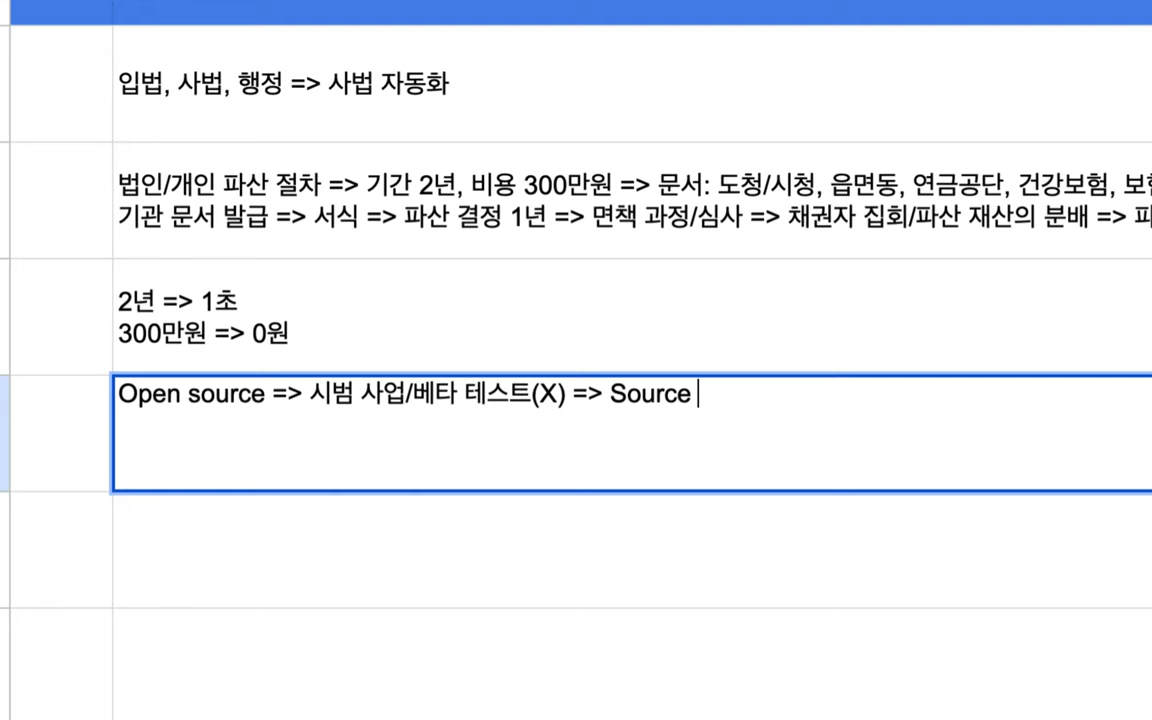 입법, 사법, 행정 => 사법 자동화
법인/개인 파산 절차 => 기간 2년, 비용 300만원 => 문서: 도청/시청, 읍면동, 연금공단, 건강보험,
기관 문서 발급 => 서식 => 파산 결정 1년 => 면책 과정/심사 => 채권자 집회/파산 재산의 분배 =>
2년 => 1초
300만원 => 0원
Open source => 시범 사업/베타 테스트(X) => Source